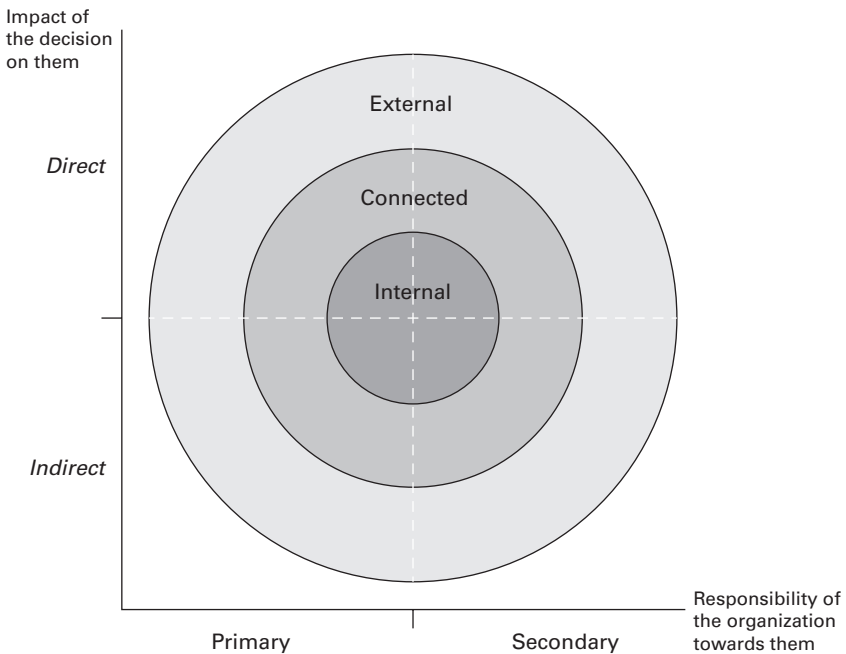 Impact of
the decision
on them
External
Direct
Connected
Internal
Indirect
Responsibility of
the organization
towards them
Primary
Secondary